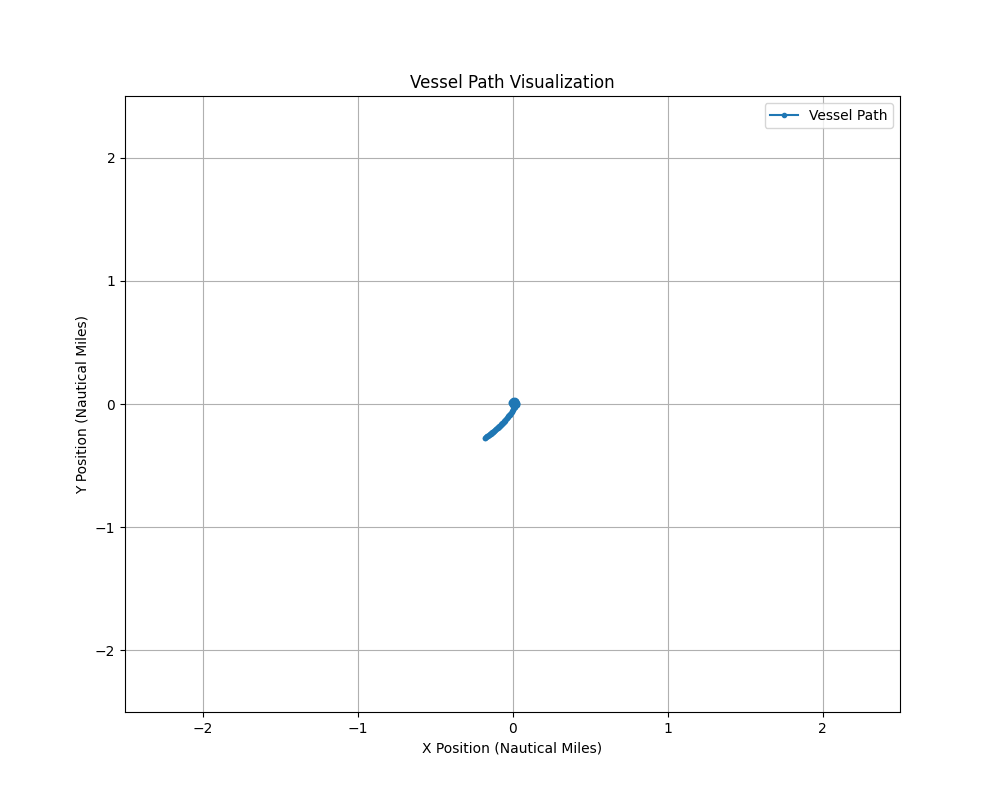 Vessel Path Visualization
Vessel Path
2
1
0
−1
−2
Y Position (Nautical Miles)
−2
−1
0
1
2
X Position (Nautical Miles)